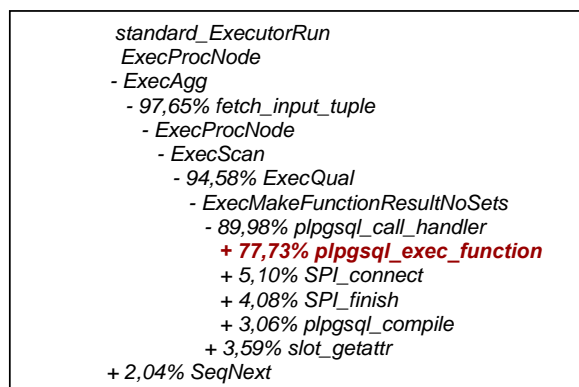 standard_ExecutorRun
ExecProcNode
- ExecAgg
- 97,65% fetch_input_tuple
- ExecProcNode
- ExecScan
- 94,58% ExecQual
- ExecMakeFunctionResultNoSets
- 89,98% plpgsql_call_handler
+ 77,73% plpgsql_exec_function
+ 5,10% SPI_connect
+ 4,08% SPI_finish
+ 3,06% plpgsql_compile
+ 3,59% slot_getattr
+ 2,04% SeqNext